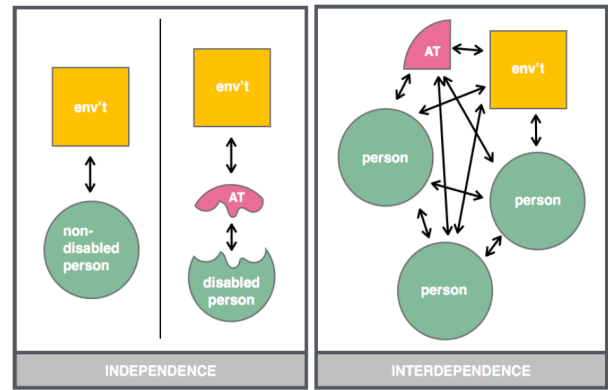 env't
non-
disabled
person
env't
AT
disabled
person
INDEPENDENCE
AT
env't
person
person
person
INTERDEPENDENCE